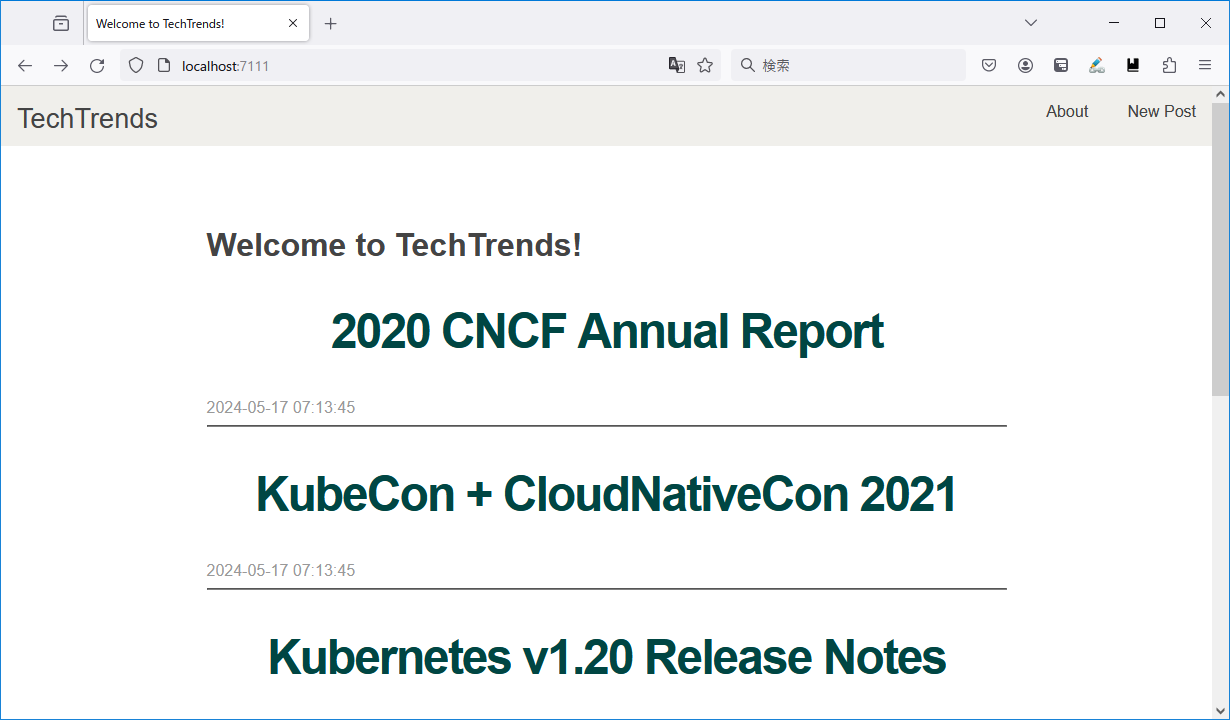 Welcome to TechTrends!
localhost:7111
検索
TechTrends
About
New Post
Welcome to TechTrends!
2020 CNCF Annual Report
2024-05-17 07:13:45
KubeCon + CloudNativeCon 2021
2024-05-17 07:13:45
Kubernetes v1.20 Release Notes